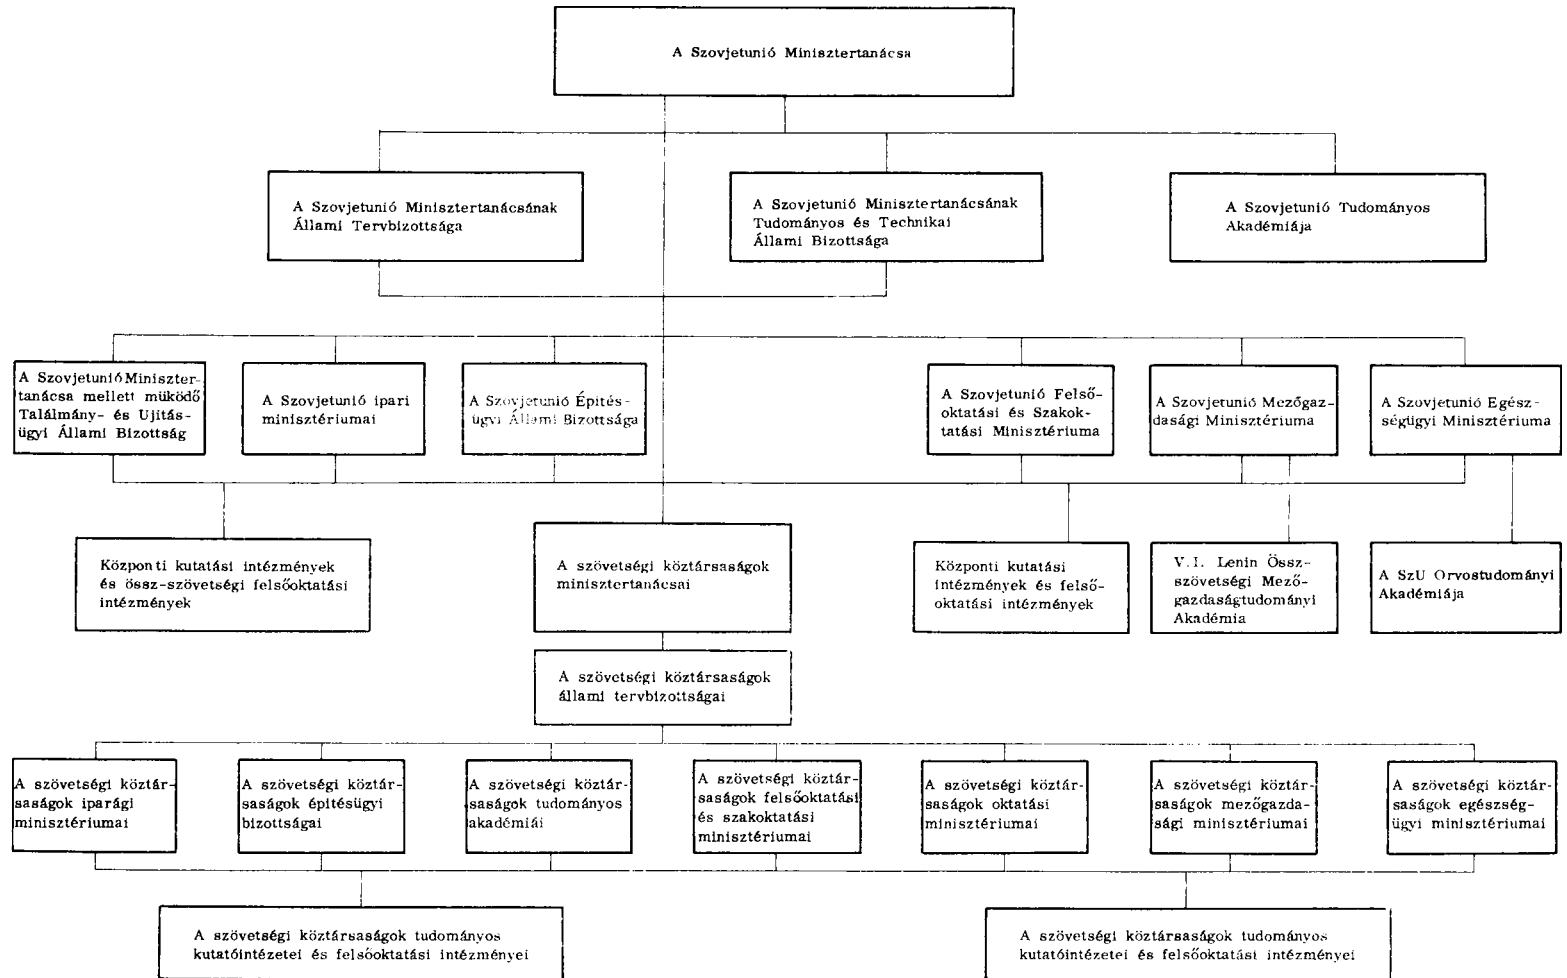 A Szovjetunió Minisztertanácsa
A Szovjetunió Minisztertanácsának
Állami Tervbizottsága
A Szovjetunió Minisztertanácsának
Tudományos és Technikai
Állami Bizottsága
A Szovjetunió Tudományos
Akadémiája
A Szovjetunió Miniszter-
tanácsa mellett müködő
Találmány- és Ujitás-
ügyi Állami Bizottság
A Szovjetunió ipari
minisztériumai
A Szovjetunió Épités-
ügyi Állami Bizottsága
A Szovjetunió Felső-
oktatási és Szakok-
tatási Minisztériuma
A Szovjetunió Mezőgaz-
dasági Minisztériuma
A Szovjetunió Egész-
ségügyi Minisztériuma
Központi kutatási intézmények
és össz-szövetségi felsőoktatási
intézmények
A szövetségi köztársaságok
minisztertanácsai
Központi kutatási
intézmények és felső-
oktatási intézmények
V.I. Lenin Össz-
szövetségi Mező-
gazdaságtudományi
Akadémia
A SzU Orvostudományi
Akadémiája
A szövetségi köztársaságok
állami tervbizottságai
A szövetségi köztár-
saságok iparági
minisztériumai
A szövetségi köztár-
saságok épitésügyi
bizottságai
A szövetségi köztár-
saságok tudományos
akadémiái
A szövetségi köztár-
saságok felsőoktatási
és szakoktatási
minisztériumai
A szövetségi köztár-
saságok oktatási
minisztériumai
A szövetségi köztár-
saságok mezőgazda-
sági minisztériumai
A szövetségi köztár-
saságok egészség-
ügyi minisztériumai
A szövetségi köztársaságok tudományos
kutatóintézetei és felsőoktatási intézményei
A szövetségi köztársaságok tudományos
kutatóintézetei és felsőoktatási intézményei